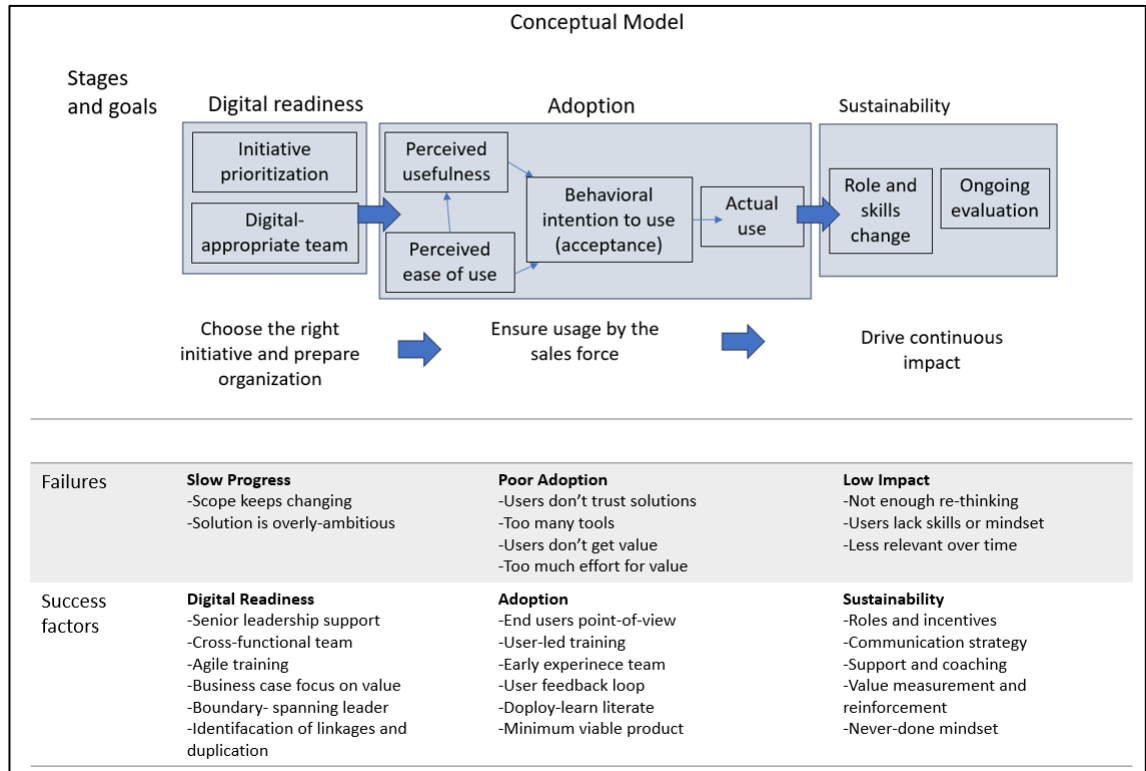 Conceptual Model
Stages
and goals
Digital readiness
Adoption
Sustainability
Initiative
prioritization
Digital-
appropriate team
Perceived
usefulness
Perceived
ease of use
Behavioral
intention to use
(acceptance)
Actual
use
Role and
skills
change
Ongoing
evaluation
Choose the right
initiative and prepare
organization
Ensure usage by the
sales force
Drive continuous
impact
Failures
Slow Progress
-Scope keeps changing
-Solution is overly-ambitious
Poor Adoption
-Users don’t trust solutions
-Too many tools
-Users don’t get value
-Too much effort for value
Low Impact
-Not enough re-thinking
-Users lack skills or mindset
-Less relevant over time
Success
factors
Digital Readiness
-Senior leadership support
-Cross-functional team
-Agile training
-Business case focus on value
-Boundary- spanning leader
-Identifacation of linkages and
duplication
Adoption
-End users point-of-view
-User-led training
-Early experinece team
-User feedback loop
-Doploy-learn literate
-Minimum viable product
Sustainability
-Roles and incentives
-Communication strategy
-Support and coaching
-Value measurement and
reinforcement
-Never-done mindset